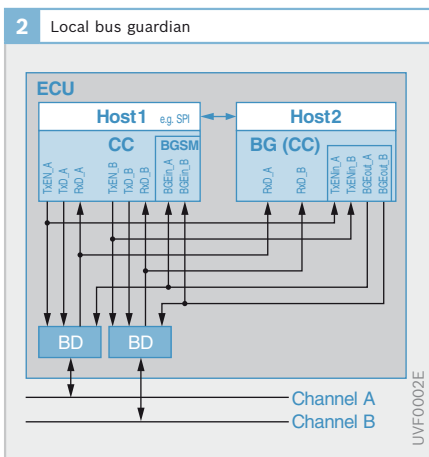 2 Local bus guardian
ECU
Host1 e.g. SPI
Host2
CC
BGSM
BG (CC)
TxEN_A
TxD_A
RxD_A
TxEN_B
TxD_B
RxD_B
BGEin_A
BGEin_B
RxD_A
RxD_B
TxENin_A
TxENin_B
BGEout_A
BGEout_B
BD
BD
Channel A
Channel B
UVF0002E